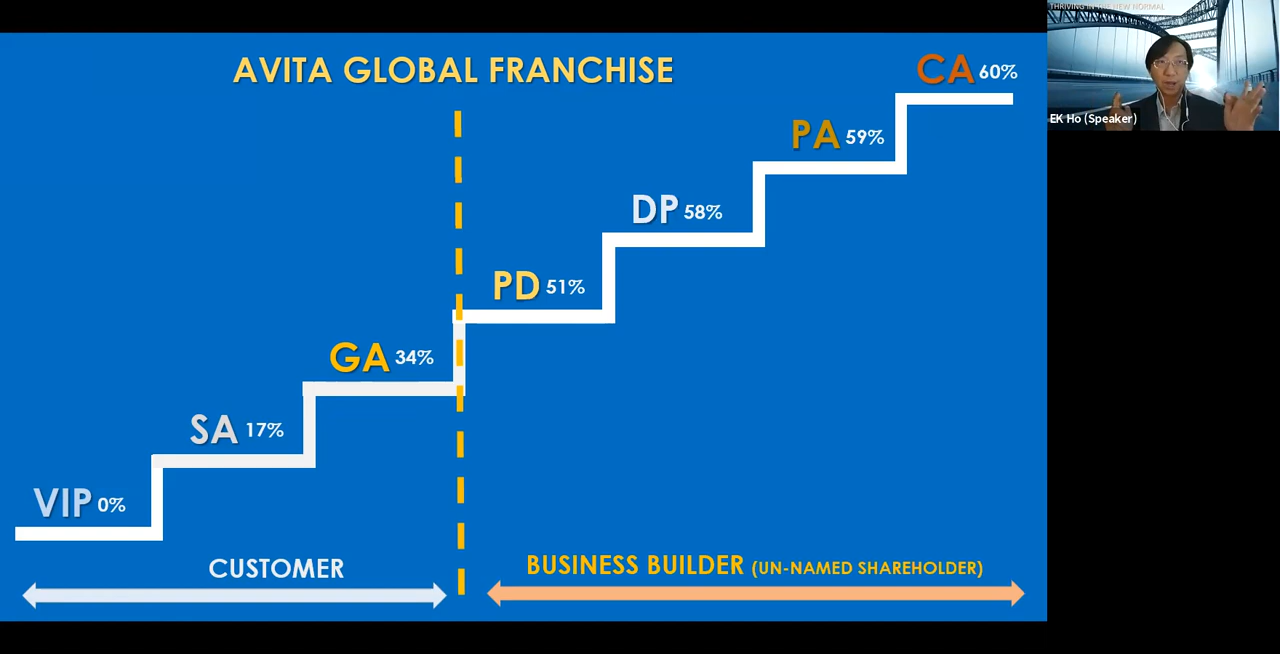 THRIVING IN THE NEW NORMAL
AVITA GLOBAL FRANCHISE
CA 60%
EK Ho (Speaker)
PA 59%
DP 58%
PD 51%
GA 34%
SA 17%
VIP 0%
CUSTOMER
BUSINESS BUILDER (UN-NAMED SHAREHOLDER)